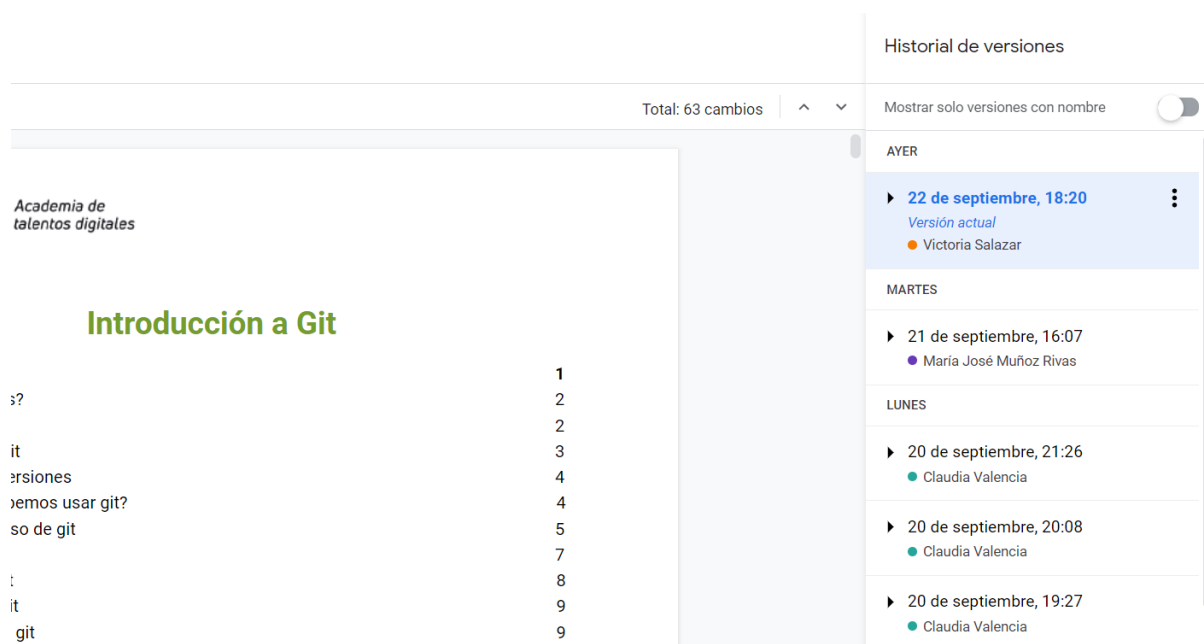 Historial de versiones
Total: 63 cambios
Mostrar solo versiones con nombre
AYER
22 de septiembre, 18:20
Versión actual
Victoria Salazar
MARTES
21 de septiembre, 16:07
María José Muñoz Rivas
LUNES
20 de septiembre, 21:26
Claudia Valencia
20 de septiembre, 20:08
Claudia Valencia
20 de septiembre, 19:27
Claudia Valencia
Academia de
talentos digitales
Introducción a Git
1
s? 2
2
it 3
ersiones 4
bemos usar git? 4
so de git 5
7
t 8
it 9
git 9